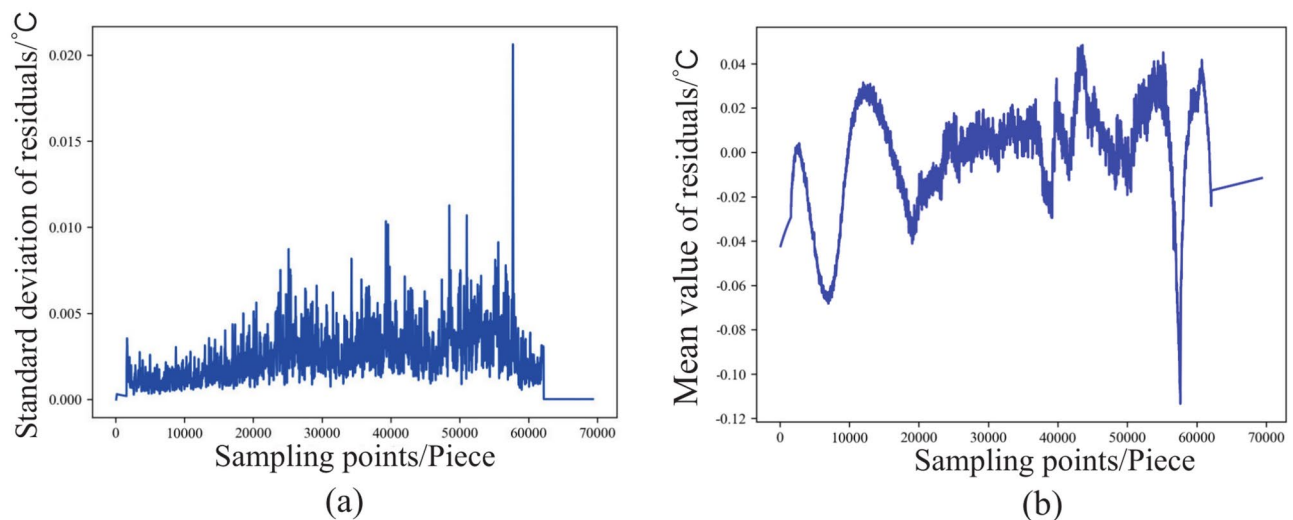 Standard deviation of residuals/℃
0.020
0.015
0.010
0.005
0.000
0 10000 20000 30000 40000 50000 60000 70000
Sampling points/Piece
(a)
Mean value of residuals/℃
0.04
0.02
0.00
-0.02
-0.04
-0.06
-0.08
-0.10
-0.12
0 10000 20000 30000 40000 50000 60000 70000
Sampling points/Piece
(b)